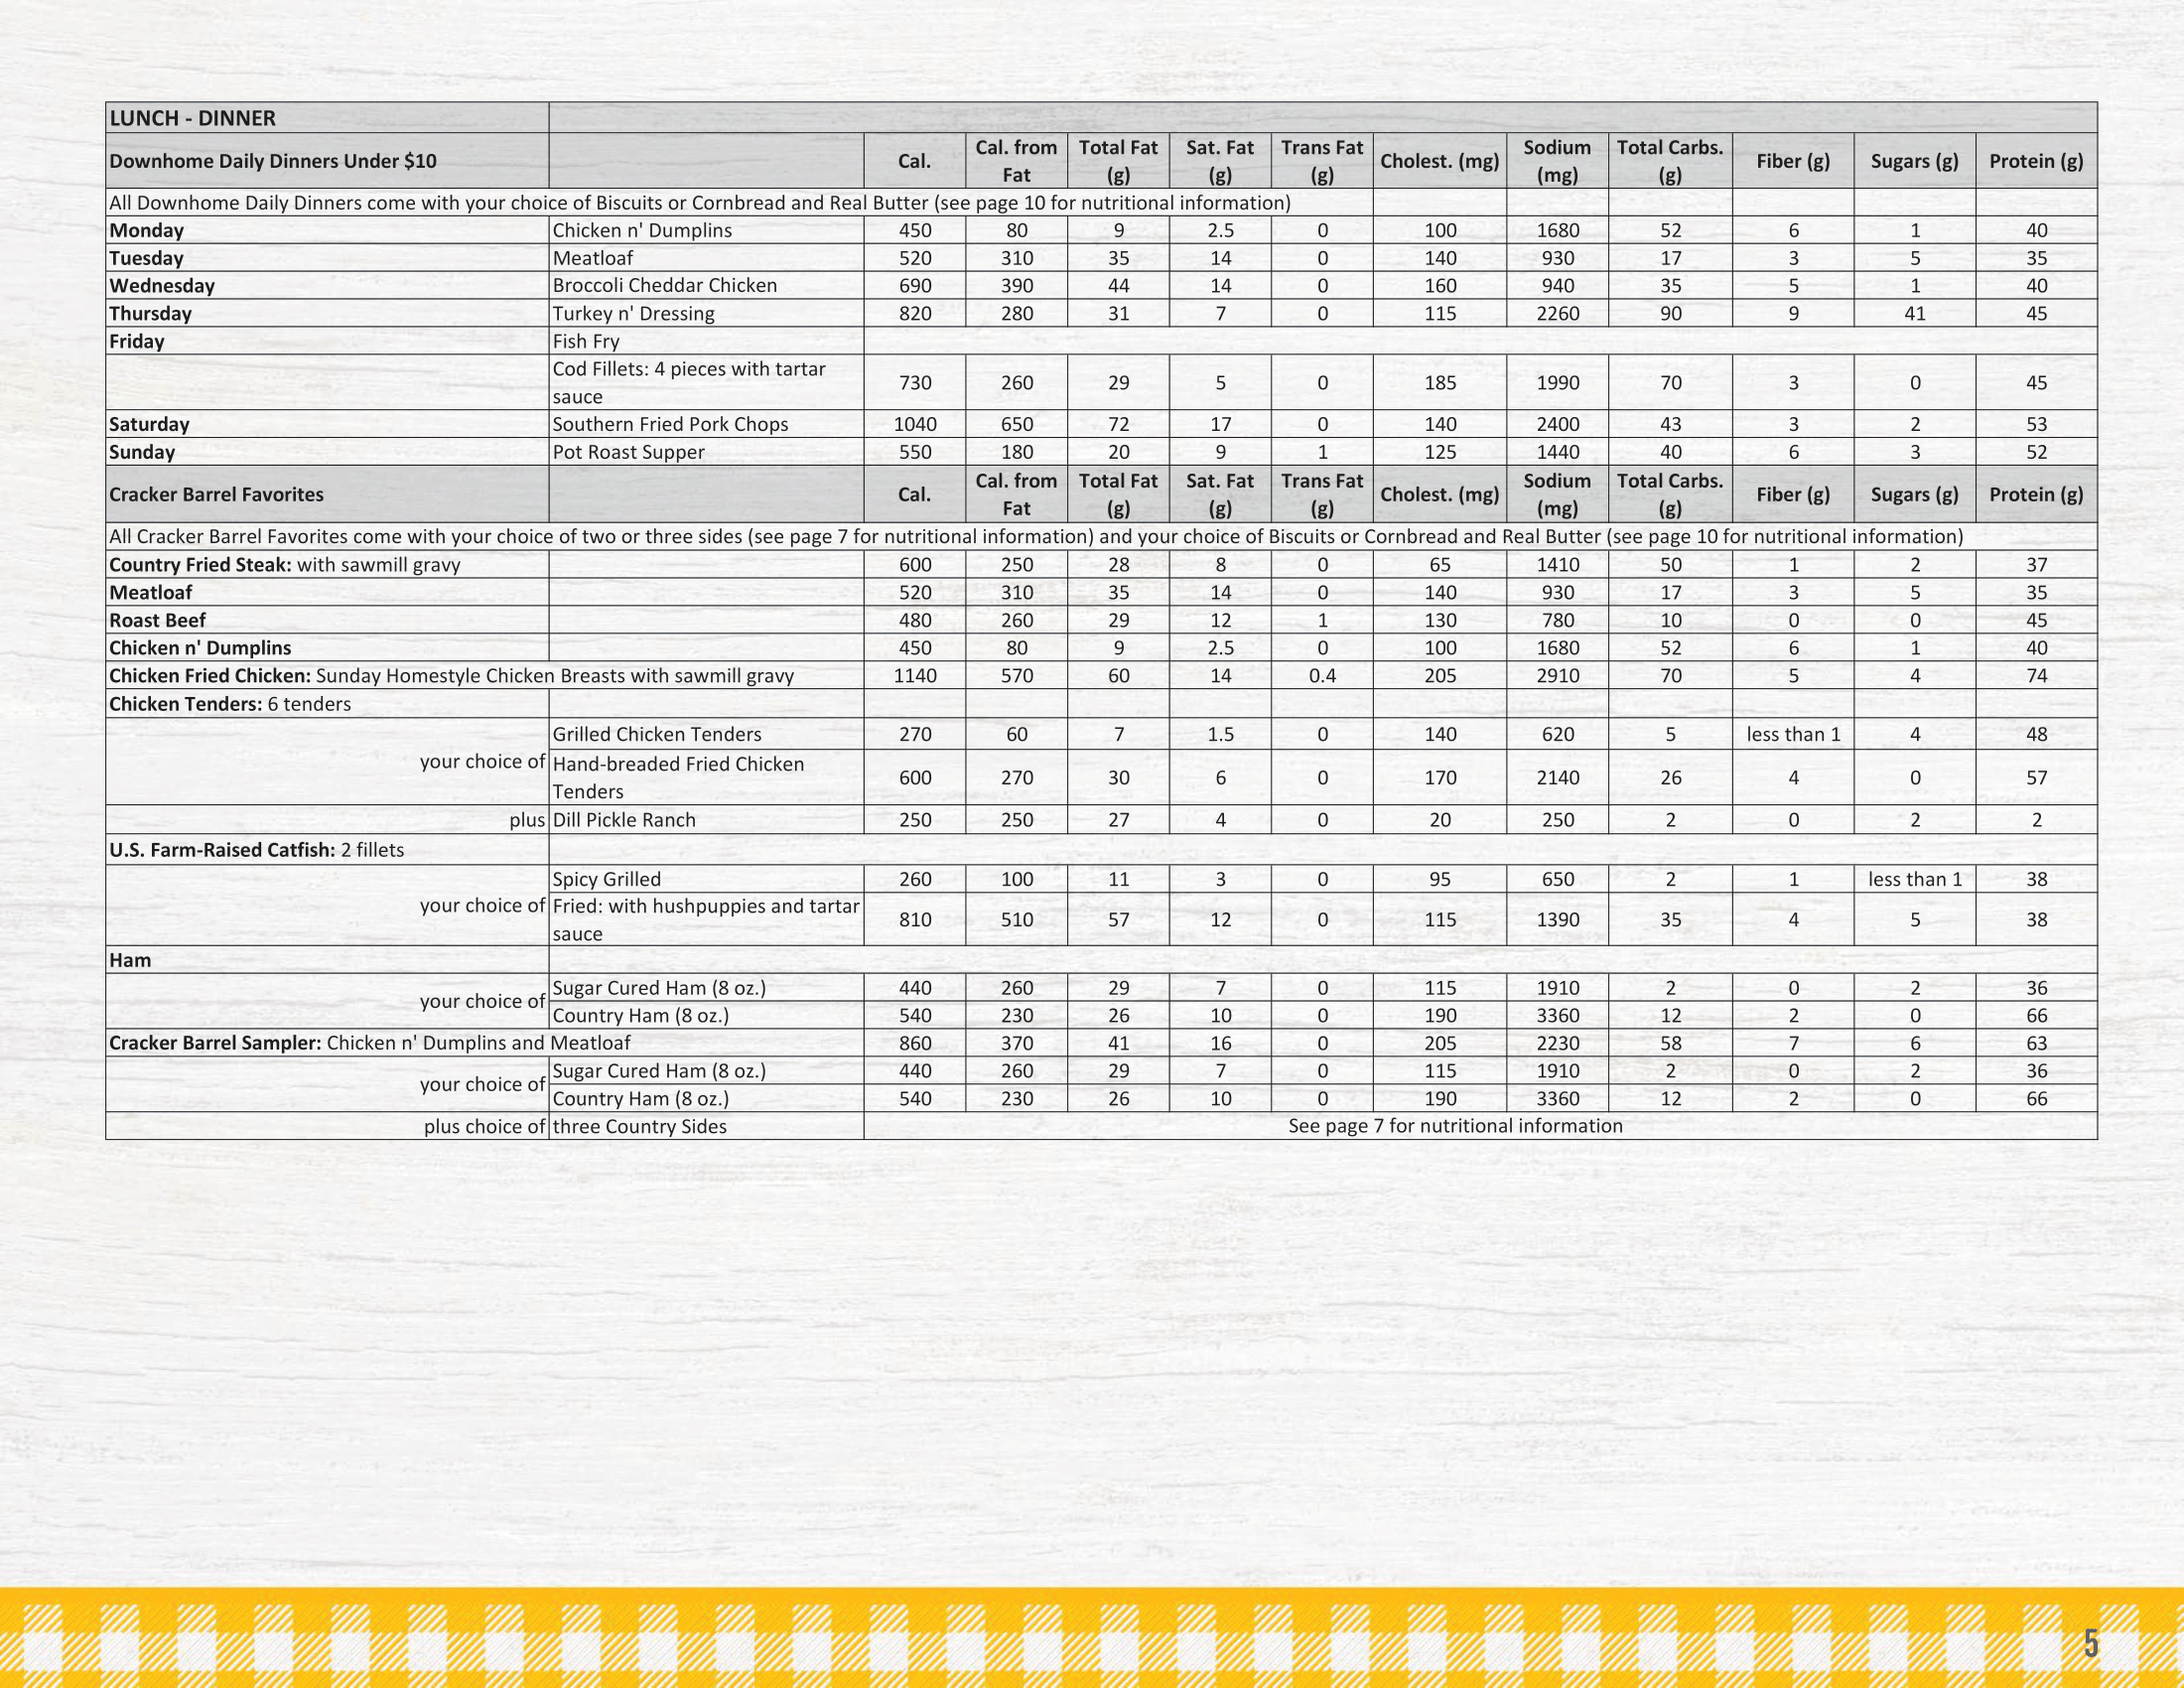 LUNCH - DINNER
Downhome Daily Dinners Under $10 Cal. Cal. from Fat Total Fat (g) Sat. Fat (g) Trans Fat (g) Cholest. (mg) Sodium (mg) Total Carbs. (g) Fiber (g) Sugars (g) Protein (g)
All Downhome Daily Dinners come with your choice of Biscuits or Cornbread and Real Butter (see page 10 for nutritional information)
Monday Chicken n' Dumplins 450 80 9 2.5 0 100 1680 52 6 1 40
Tuesday Meatloaf 520 310 35 14 0 140 930 17 3 5 35
Wednesday Broccoli Cheddar Chicken 690 390 44 14 0 160 940 35 5 1 40
Thursday Turkey n' Dressing 820 280 31 7 0 115 2260 90 9 41 45
Friday Fish Fry
Cod Fillets: 4 pieces with tartar sauce 730 260 29 5 0 185 1990 70 3 0 45
Saturday Southern Fried Pork Chops 1040 650 72 17 0 140 2400 43 3 2 53
Sunday Pot Roast Supper 550 180 20 9 1 125 1440 40 6 3 52
Cracker Barrel Favorites Cal. Cal. from Fat Total Fat (g) Sat. Fat (g) Trans Fat (g) Cholest. (mg) Sodium (mg) Total Carbs. (g) Fiber (g) Sugars (g) Protein (g)
All Cracker Barrel Favorites come with your choice of two or three sides (see page 7 for nutritional information) and your choice of Biscuits or Cornbread and Real Butter (see page 10 for nutritional information)
Country Fried Steak: with sawmill gravy 600 250 28 8 0 65 1410 50 1 2 37
Meatloaf 520 310 35 14 0 140 930 17 3 5 35
Roast Beef 480 260 29 12 1 130 780 10 0 0 45
Chicken n' Dumplins 450 80 9 2.5 0 100 1680 52 6 1 40
Chicken Fried Chicken: Sunday Homestyle Chicken Breasts with sawmill gravy 1140 570 60 14 0.4 205 2910 70 5 4 74
Chicken Tenders: 6 tenders
your choice of Grilled Chicken Tenders 270 60 7 1.5 0 140 620 5 less than 1 4 48
Hand-breaded Fried Chicken Tenders 600 270 30 6 0 170 2140 26 4 0 57
plus Dill Pickle Ranch 250 250 27 4 0 20 250 2 0 2 2
U.S. Farm-Raised Catfish: 2 fillets
your choice of Spicy Grilled 260 100 11 3 0 95 650 2 1 less than 1 38
Fried: with hushpuppies and tartar sauce 810 510 57 12 0 115 1390 35 4 5 38
Ham
your choice of Sugar Cured Ham (8 oz.) 440 260 29 7 0 115 1910 2 0 2 36
Country Ham (8 oz.) 540 230 26 10 0 190 3360 12 2 0 66
Cracker Barrel Sampler: Chicken n' Dumplins and Meatloaf 860 370 41 16 0 205 2230 58 7 6 63
your choice of Sugar Cured Ham (8 oz.) 440 260 29 7 0 115 1910 2 0 2 36
Country Ham (8 oz.) 540 230 26 10 0 190 3360 12 2 0 66
plus choice of three Country Sides See page 7 for nutritional information
5